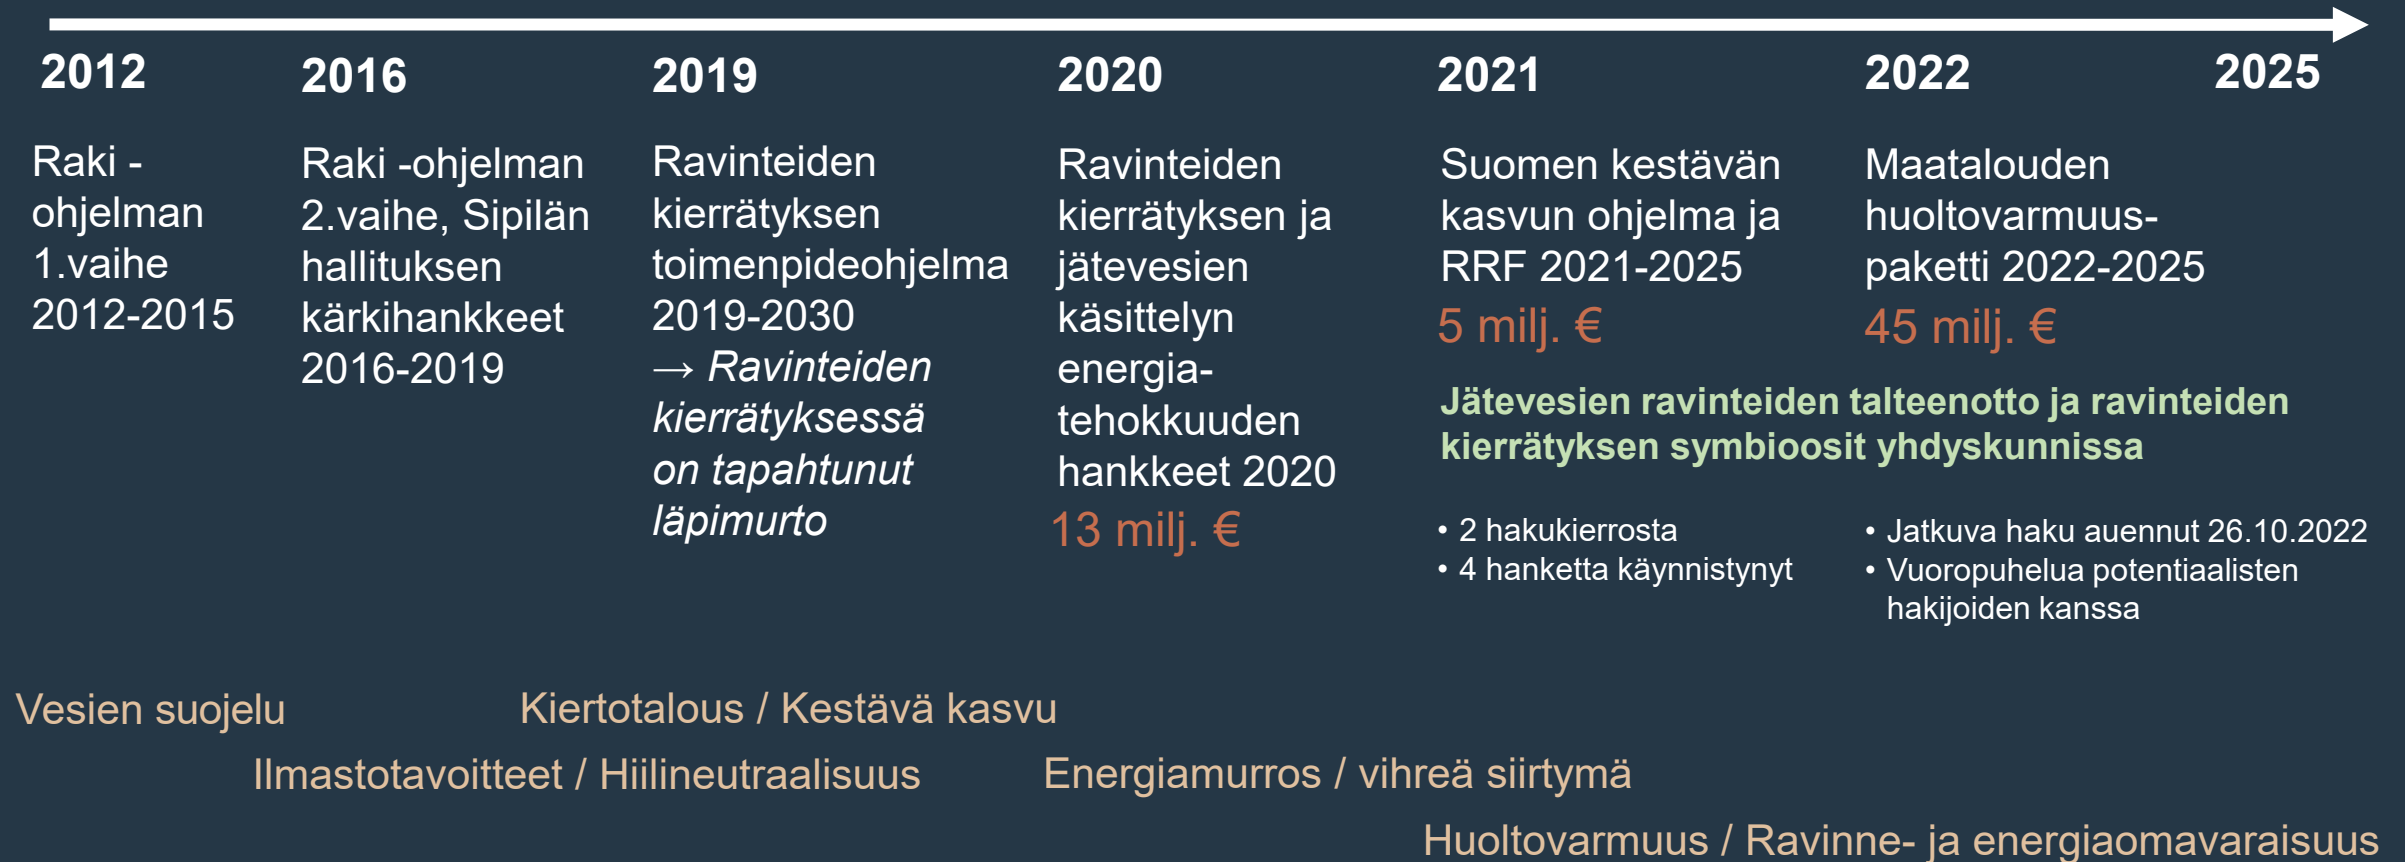 2012
2016
2019
2020
2021
2022
2025
Raki -
ohjelman
1.vaihe
2012-2015
Raki -ohjelman
2.vaihe, Sipilän
hallituksen
kärkihankkeet
2016-2019
Ravinteiden
kierrätyksen
toimenpideohjelma
2019-2030
→ Ravinteiden
kierrätyksessä
on tapahtunut
läpimurto
Ravinteiden
kierrätyksen ja
jätevesien
käsittelyn
energia-
tehokkuuden
hankkeet 2020
13 milj. €
Suomen kestävän
kasvun ohjelma ja
RRF 2021-2025
5 milj. €
Maatalouden
huoltovarmuus-
paketti 2022-2025
45 milj. €
Jätevesien ravinteiden talteenotto ja ravinteiden
kierrätyksen symbioosit yhdyskunnissa
• 2 hakukierrosta
• 4 hanketta käynnistynyt
• Jatkuva haku auennut 26.10.2022
• Vuoropuhelua potentiaalisten
hakijoiden kanssa
Vesien suojelu
Kiertotalous / Kestävä kasvu
Ilmastotavoitteet / Hiilineutraalisuus
Energiamurros / vihreä siirtymä
Huoltovarmuus / Ravinne- ja energiaomavaraisuus